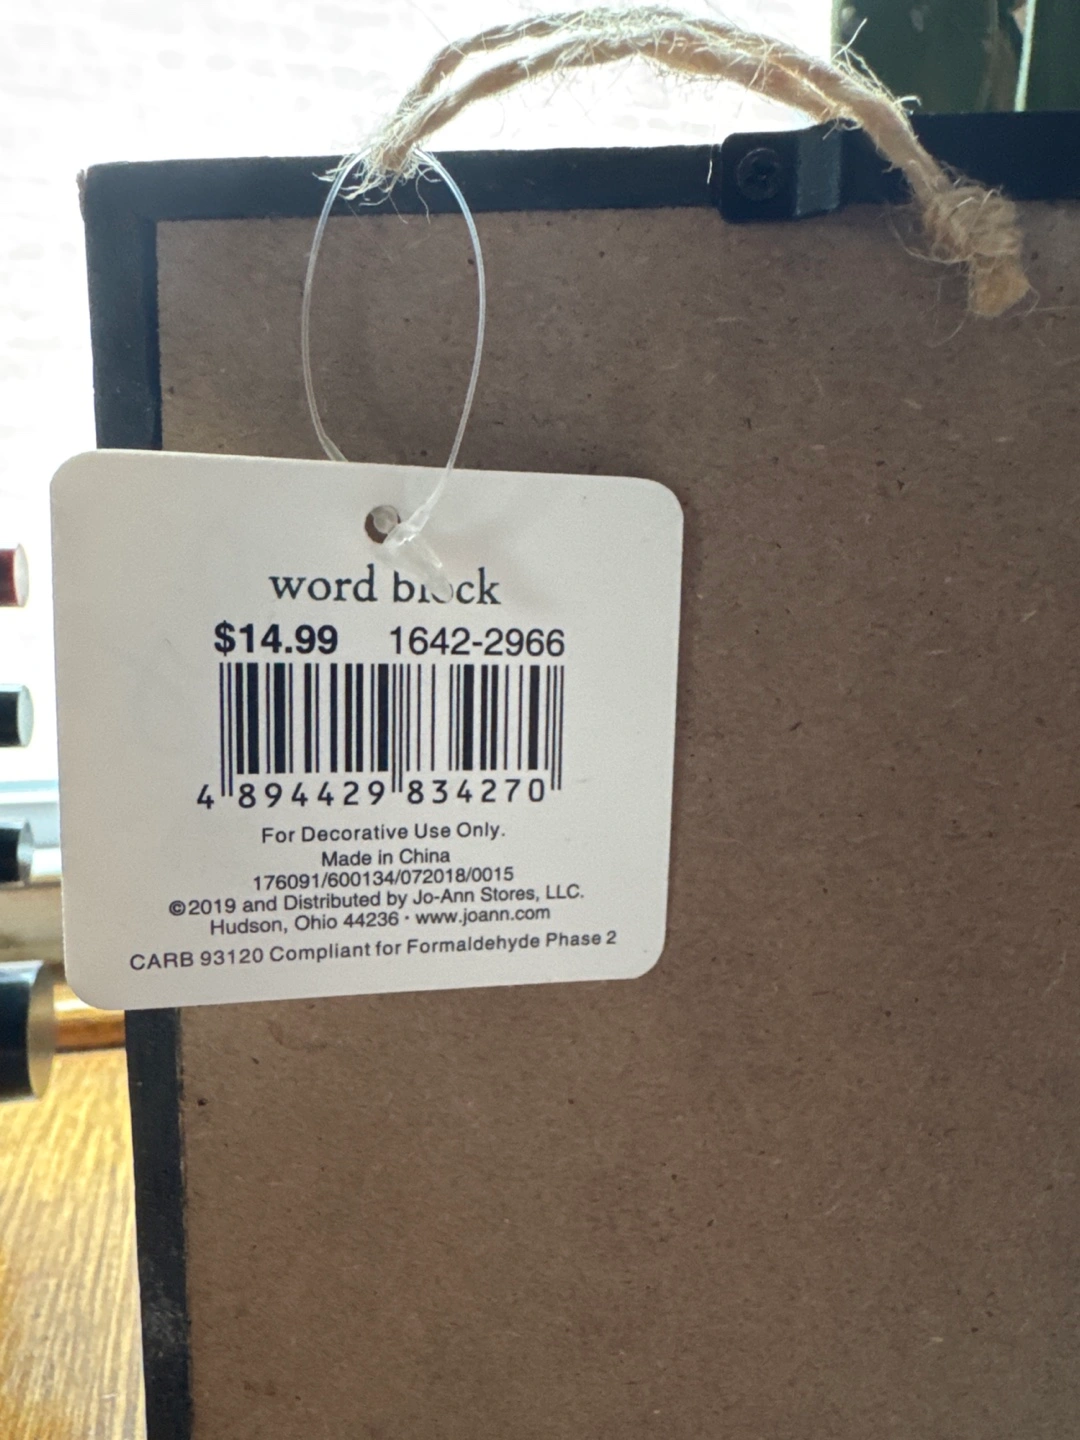 word block
$14.99 1642-2966
4 894429 834270
For Decorative Use Only.
Made in China
176091/600134/072018/0015
©2019 and Distributed by Jo-Ann Stores, LLC.
Hudson, Ohio 44236 · www.joann.com
CARB 93120 Compliant for Formaldehyde Phase 2